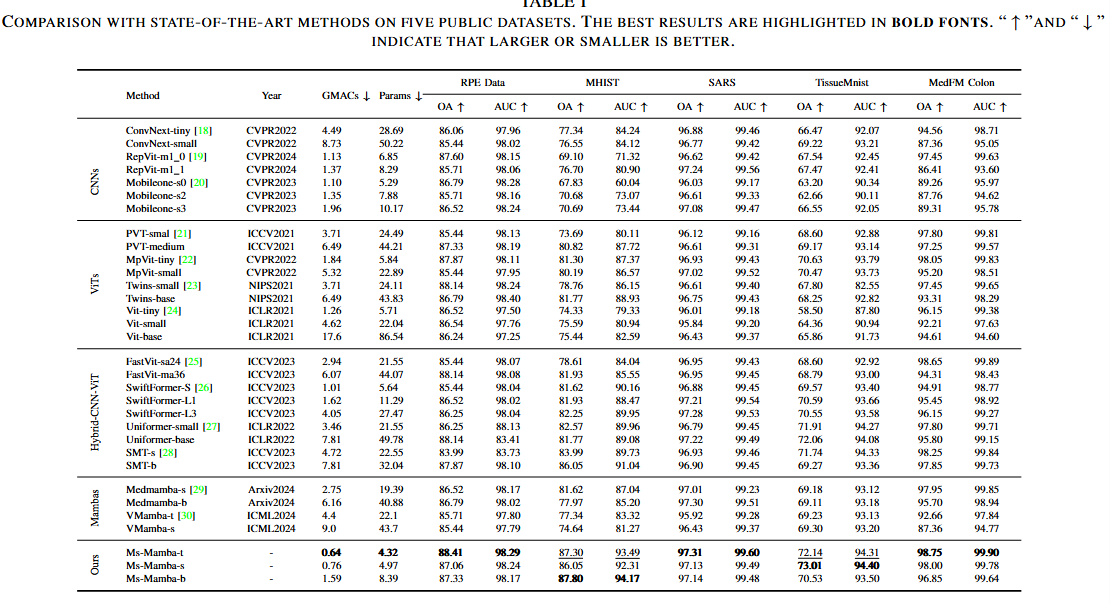 TABLE I
COMPARISON WITH STATE-OF-THE-ART METHODS ON FIVE PUBLIC DATASETS. THE BEST RESULTS ARE HIGHLIGHTED IN BOLD FONTS. “↑”AND “↓”
INDICATE THAT LARGER OR SMALLER IS BETTER.
Method Year GMACs ↓ Params ↓ RPE Data MHIST SARS TissueMnist MedFM Colon
OA ↑ AUC ↑ OA ↑ AUC ↑ OA ↑ AUC ↑ OA ↑ AUC ↑ OA ↑ AUC ↑
CNNs
ConvNext-tiny [18] CVPR2022 4.49 28.69 86.06 97.96 77.34 84.24 96.88 99.46 66.47 92.07 94.56 98.71
ConvNext-small CVPR2022 8.73 50.22 85.44 98.02 76.55 84.12 96.77 99.42 69.22 93.21 87.36 95.05
RepVit-m1_0 [19] CVPR2024 1.13 6.85 87.60 98.15 69.10 71.32 96.62 99.42 67.54 92.45 97.45 99.63
RepVit-m1_1 CVPR2024 1.37 8.29 85.71 98.06 76.70 80.90 97.24 99.56 67.47 92.41 86.41 93.60
Mobileone-s0 [20] CVPR2023 1.10 5.29 86.79 98.28 67.83 60.04 96.03 99.17 63.20 90.34 89.26 95.97
Mobileone-s2 CVPR2023 1.35 7.88 85.71 98.16 70.68 73.07 96.61 99.33 62.66 90.11 87.76 94.62
Mobileone-s3 CVPR2023 1.96 10.17 86.52 98.24 70.69 73.44 97.08 99.47 66.55 92.05 89.31 95.78
ViTs
PVT-smal [21] ICCV2021 3.71 24.49 85.44 98.13 73.69 80.11 96.12 99.16 68.60 92.88 97.80 99.81
PVT-medium ICCV2021 6.49 44.21 87.33 98.19 80.82 87.72 96.61 99.31 69.17 93.14 97.25 99.57
MpVit-tiny [22] CVPR2022 1.84 5.84 87.87 98.11 81.30 87.37 96.93 99.43 70.63 93.79 98.05 99.83
MpVit-small CVPR2022 5.32 22.89 85.44 97.95 80.19 86.57 97.02 99.52 70.47 93.73 95.20 98.51
Twins-small [23] NIPS2021 3.71 24.11 88.14 98.24 78.76 86.15 96.61 99.40 67.80 82.55 97.45 99.65
Twins-base NIPS2021 6.49 43.83 86.79 98.40 81.77 88.93 96.75 99.43 68.25 92.82 93.31 98.29
Vit-tiny [24] ICLR2021 1.26 5.71 86.52 97.50 74.33 79.33 96.01 99.18 58.50 87.80 96.15 99.38
Vit-small ICLR2021 4.62 22.04 86.54 97.76 75.59 80.94 95.84 99.20 64.36 90.94 92.21 97.63
Vit-base ICLR2021 17.6 86.54 86.24 97.25 75.44 82.59 96.43 99.37 65.86 91.73 94.61 94.60
Hybrid-CNN-ViT
FastVit-sa24 [25] ICCV2023 2.94 21.55 85.44 98.07 78.61 84.04 96.95 99.43 68.60 92.92 98.65 99.89
FastVit-ma36 ICCV2023 6.07 44.07 88.14 98.08 81.93 85.55 96.95 99.45 68.79 93.00 94.31 98.43
SwiftFormer-S [26] ICCV2023 1.01 5.64 85.44 98.04 81.62 90.16 96.88 99.45 69.57 93.40 94.91 98.77
SwiftFormer-L1 ICCV2023 1.62 11.29 86.52 98.02 81.93 88.47 97.21 99.54 70.59 93.66 95.45 98.92
SwiftFormer-L3 ICCV2023 4.05 27.47 86.25 98.04 82.25 89.95 97.28 99.53 70.55 93.58 96.15 99.27
Uniformer-small [27] ICLR2022 3.46 21.55 86.25 88.13 82.57 89.96 96.79 99.45 71.91 94.27 97.80 99.71
Uniformer-base ICLR2022 7.81 49.78 88.14 83.41 81.77 89.08 97.22 99.49 72.06 94.08 95.80 99.15
SMT-s [28] ICCV2023 4.72 22.55 83.99 83.73 83.99 89.73 96.93 99.46 71.74 94.33 98.25 99.84
SMT-b ICCV2023 7.81 32.04 87.87 98.10 86.05 91.04 96.90 99.45 69.27 93.36 97.85 99.73
Mambas
Medmamba-s [29] Arxiv2024 2.75 19.39 86.52 98.17 81.62 87.04 97.01 99.23 69.18 93.12 97.95 99.85
Medmamba-b Arxiv2024 6.16 40.88 86.79 98.02 77.97 85.20 97.30 99.51 69.11 93.18 95.70 98.94
VMamba-t [30] ICML2024 4.4 22.1 85.71 97.80 77.34 83.32 95.92 99.28 69.23 93.13 92.66 97.84
VMamba-s ICML2024 9.0 43.7 85.44 97.79 74.64 81.27 96.43 99.37 69.30 93.20 87.36 94.77
Ours
Ms-Mamba-t - 0.64 4.32 88.41 98.29 87.30 93.49 97.31 99.60 72.14 94.31 98.75 99.90
Ms-Mamba-s - 0.76 4.97 87.06 98.24 86.05 92.31 97.13 99.49 73.01 94.40 98.00 99.78
Ms-Mamba-b - 1.59 8.39 87.33 98.17 87.80 94.17 97.14 99.48 70.53 93.50 96.85 99.64